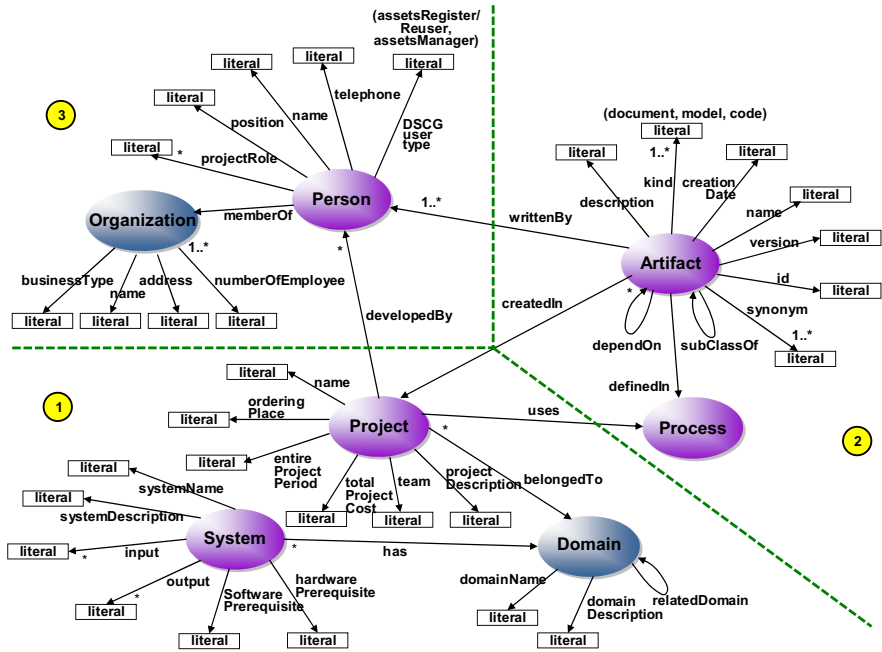 (assetsRegister/
Reuser,
assetsManager)
literal
literal
literal
literal
literal
telephone
name
position
projectRole
*
DSCG
user
type
3
Person
Organization
memberOf
1..*
1..*
*
businessType
name
address
numberOfEmployee
literal
literal
literal
literal
developedBy
(document, model, code)
literal
1..*
literal
literal
kind
creation
Date
description
name
literal
version
literal
id
literal
synonym
1..*
literal
Artifact
writtenBy
createdIn
*
dependOn
subClassOf
definedIn
Process
2
1
literal
name
ordering
Place
literal
Project
uses
*
literal
entire
Project
Period
total
Project
Cost
team
project
Description
belongedTo
literal
literal
literal
literal
systemName
literal
systemDescription
System
*
has
Domain
literal
*
input
output
*
literal
Software
Prerequisite
hardware
Prerequisite
literal
literal
domainName
literal
domain
Description
relatedDomain
literal